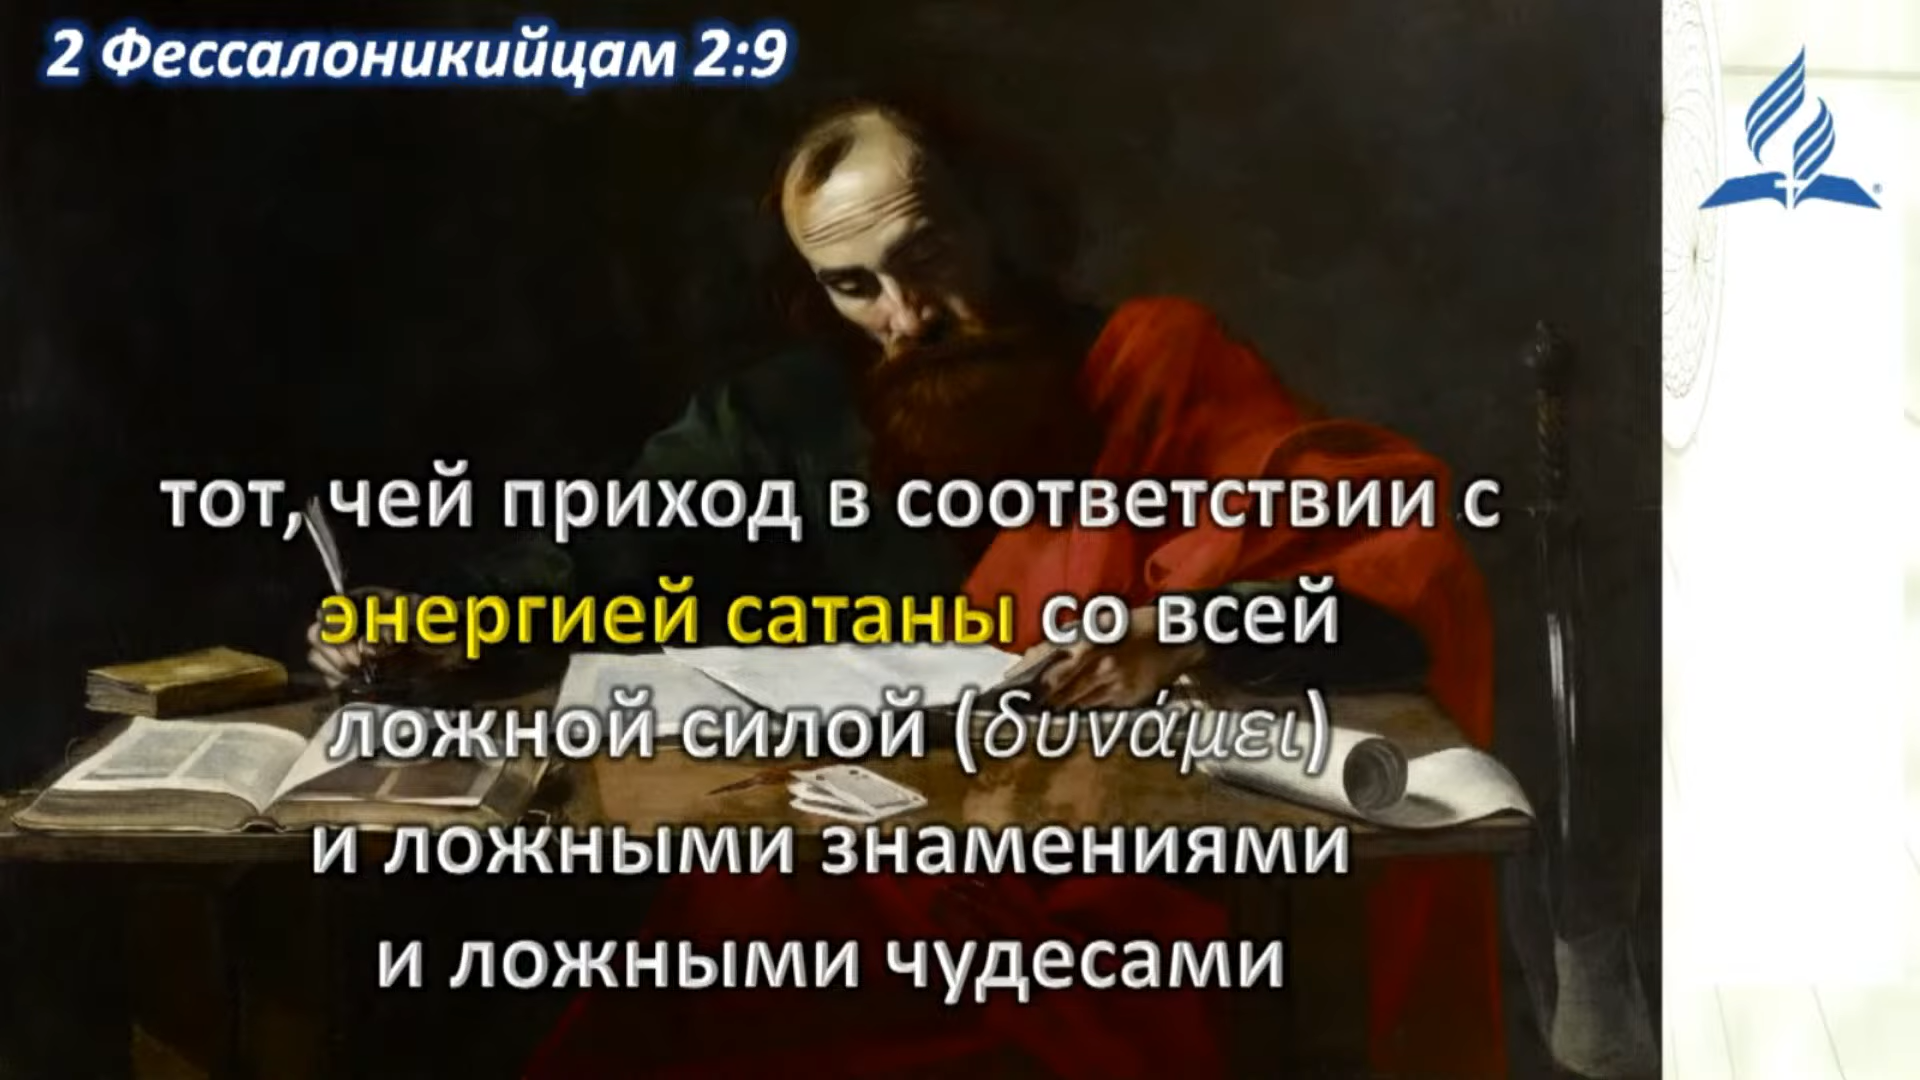 2 Фессалоникийцам 2:9
тот, чей приход в соответствии с
энергией сатаны со всей
ложной силой (δυνάμει)
и ложными знамениями
и ложными чудесами